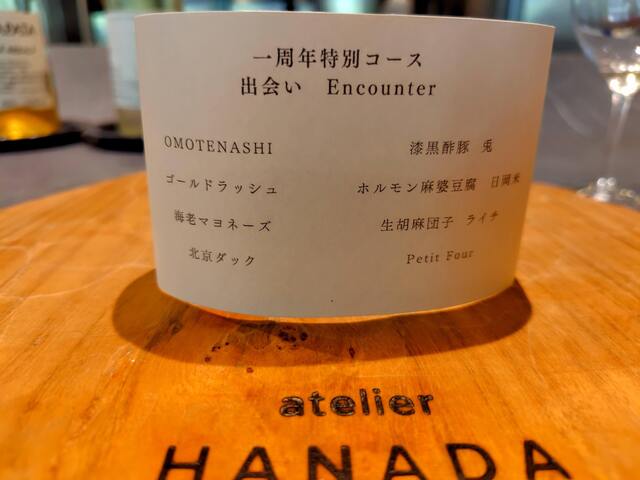 一周年特別コース
出会い Encounter
OMOTENASHI
ゴールドラッシュ
海老マヨネーズ
北京ダック
漆黒酢豚 兎
ホルモン麻婆豆腐 日岡米
生胡麻団子 ライチ
Petit Four
atelier
HANADA